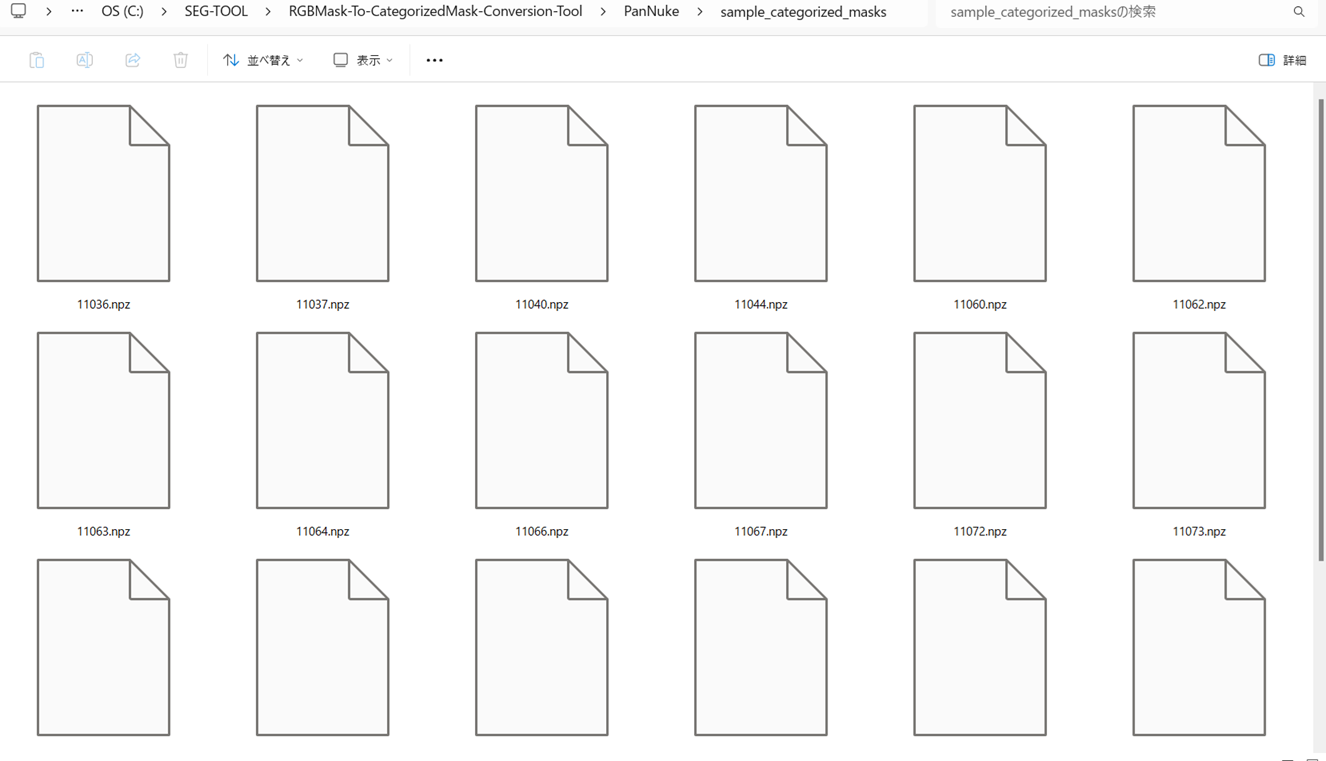 OS (C:) SEG-TOOL RGBMask-To-CategorizedMask-Conversion-Tool PanNuke sample_categorized_masks sample_categorized_masksの検索
並べ替え 表示 詳細
11036.npz 11037.npz 11040.npz 11044.npz 11060.npz 11062.npz
11063.npz 11064.npz 11066.npz 11067.npz 11072.npz 11073.npz